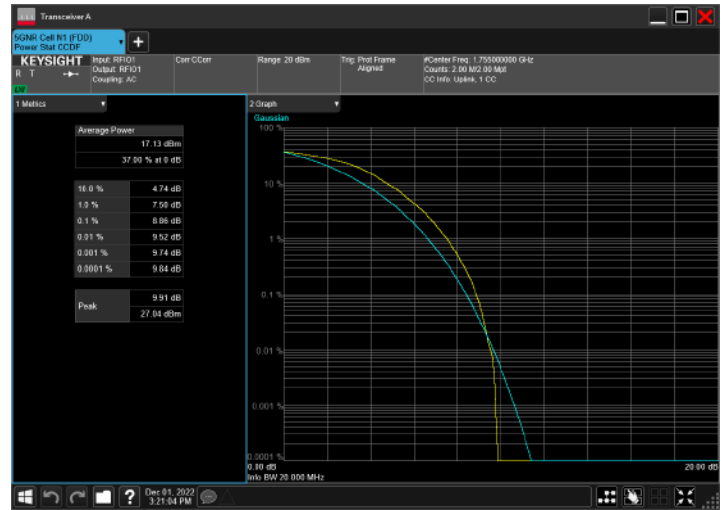 Transceiver A
5GNR Cell N1 (FDD)
Power Stat CCDF
KEYSIGHT
R T
Input: RFIO1
Output: RFIO1
Coupling: AC
Corr CCorr
Range: 20 dBm
Trig: Prot Frame
Aligned
#Center Freq: 1.755000000 GHz
Counts: 2.00 M/2.00 Mpt
CC Info: Uplink, 1 CC
1 Metrics
Average Power
17.13 dBm
37.00 % at 0 dB
10.0 % 4.74 dB
1.0 % 7.50 dB
0.1 % 8.86 dB
0.01 % 9.52 dB
0.001 % 9.74 dB
0.0001 % 9.84 dB
Peak
9.91 dB
27.04 dBm
2 Graph
Gaussian
100 %
10 %
1 %
0.1 %
0.01 %
0.001 %
0.0001 %
0.00 dB
20.00 dB
Info BW 20.000 MHz
?
Dec 01, 2022
3:21:04 PM